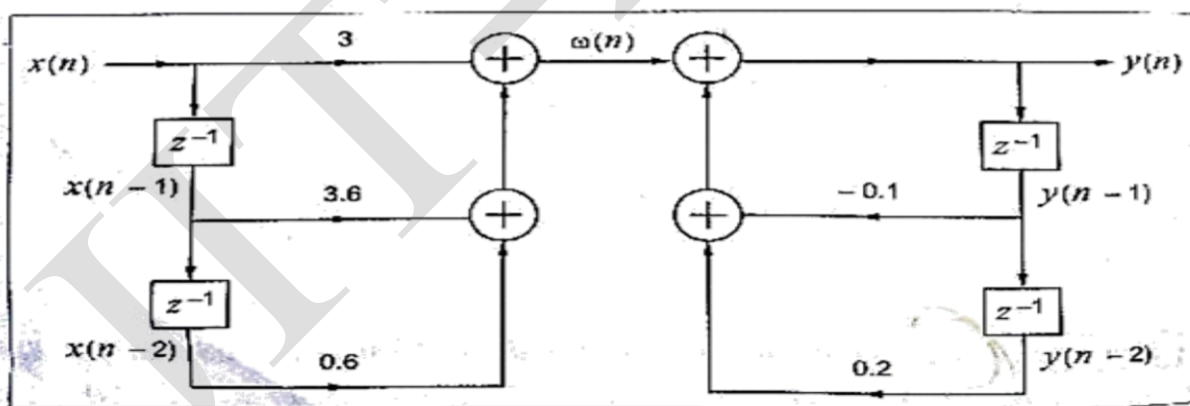 x(n) 3 ω(n) y(n)
z⁻¹ z⁻¹
x(n − 1) 3.6 − 0.1 y(n − 1)
z⁻¹ z⁻¹
x(n − 2) 0.6 0.2 y(n − 2)